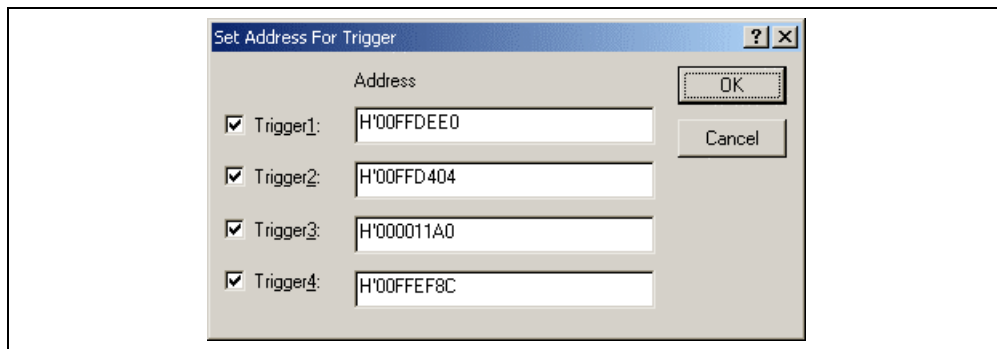 Set Address For Trigger
Address
OK
Trigger1: H'00FFDEE0
Cancel
Trigger2: H'00FFD404
Trigger3: H'000011A0
Trigger4: H'00FFEF8C